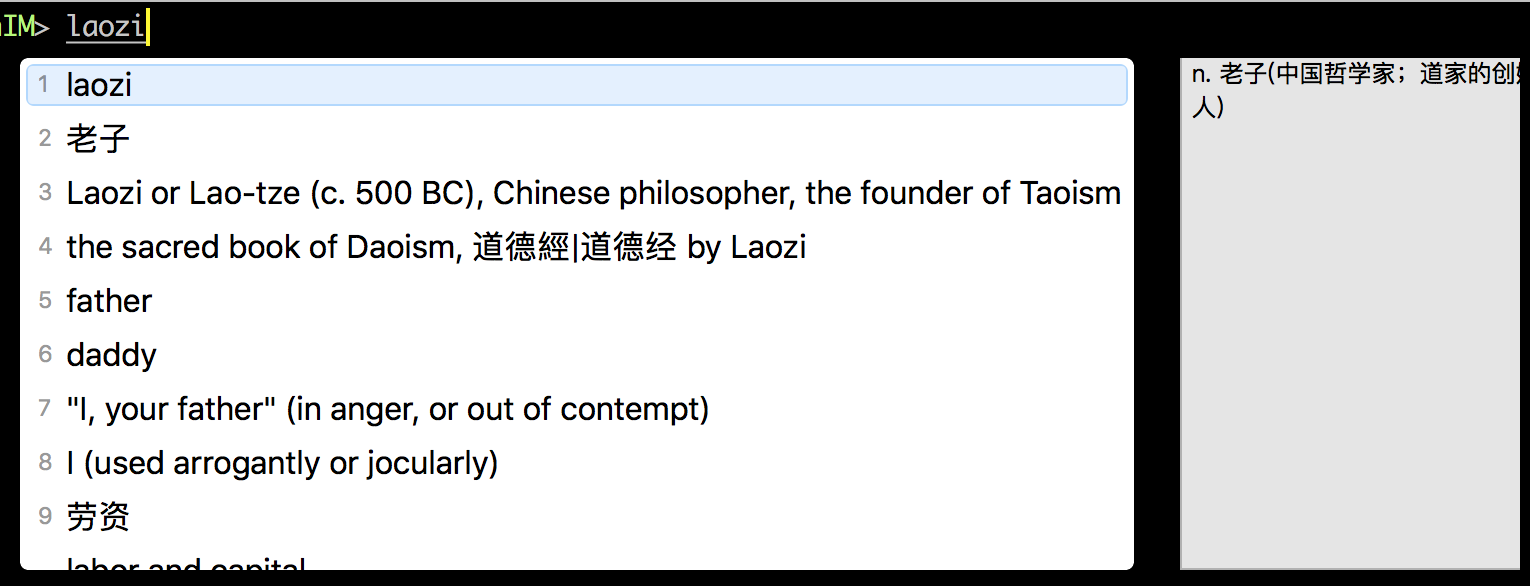 IM> laozi
1 laozi
2 老子
3 Laozi or Lao-tze (c. 500 BC), Chinese philosopher, the founder of Taoism
4 the sacred book of Daoism, 道德經|道德经 by Laozi
5 father
6 daddy
7 "I, your father" (in anger, or out of contempt)
8 I (used arrogantly or jocularly)
9 劳资
labor and capital
n. 老子(中国哲学家；道家的创
人)